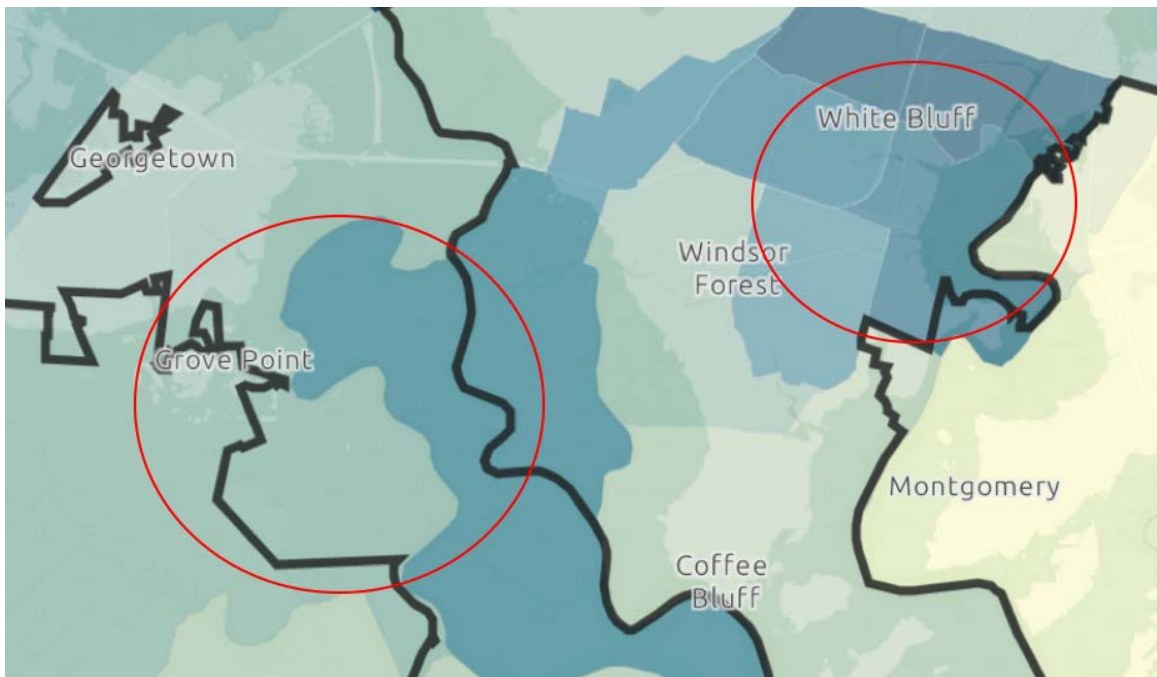 White Bluff
Georgetown
Windsor
Forest
Grove Point
Montgomery
Coffee
Bluff